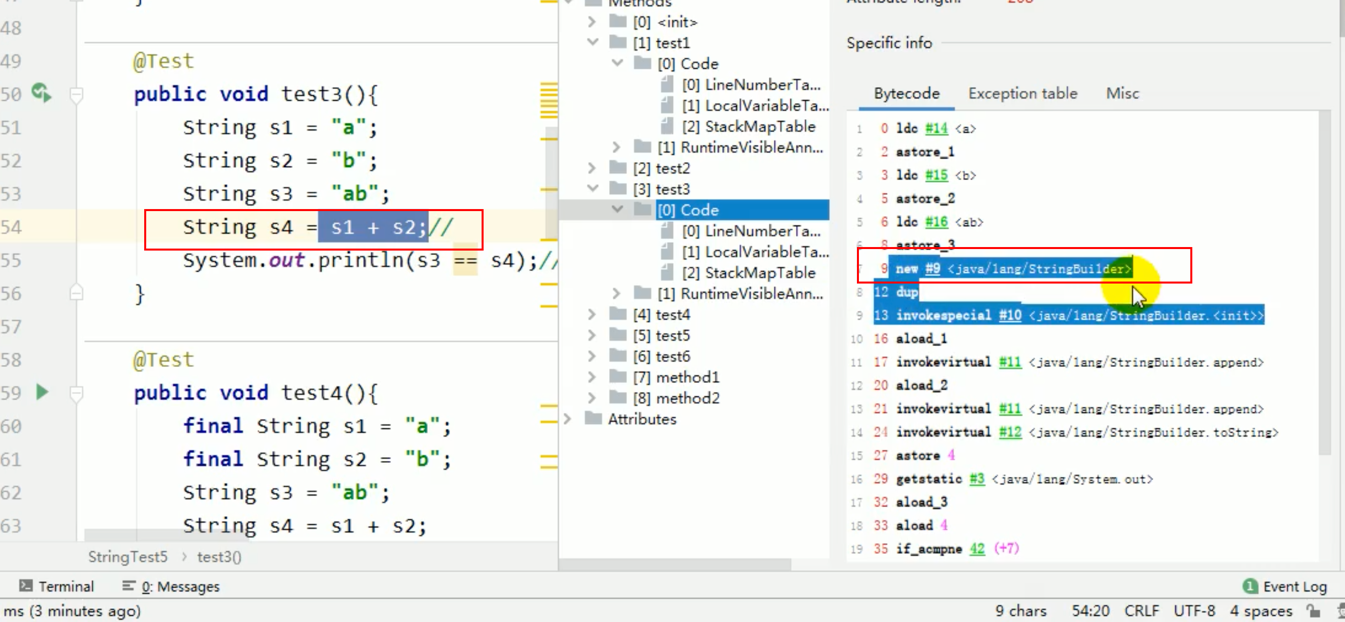 48
49 @Test
50 public void test3(){
51 String s1 = "a";
52 String s2 = "b";
53 String s3 = "ab";
54 String s4 = s1 + s2;//
55 System.out.println(s3 == s4);//
56 }
57
58 @Test
59 public void test4(){
60 final String s1 = "a";
61 final String s2 = "b";
62 String s3 = "ab";
63 String s4 = s1 + s2;
StringTest5 › test3()
Methods
[0] <init>
[1] test1
[0] Code
[0] LineNumberTa...
[1] LocalVariableTa...
[2] StackMapTable
[1] RuntimeVisibleAnn...
[2] test2
[3] test3
[0] Code
[0] LineNumberTa...
[1] LocalVariableTa...
[2] StackMapTable
[1] RuntimeVisibleAnn...
[4] test4
[5] test5
[6] test6
[7] method1
[8] method2
Attributes
Attribute length:
Specific info
Bytecode Exception table Misc
1 0 ldc #14 <a>
2 2 astore_1
3 3 ldc #15 <b>
4 5 astore_2
5 6 ldc #16 <ab>
6 8 astore_3
7 9 new #9 <java/lang/StringBuilder>
8 12 dup
9 13 invokespecial #10 <java/lang/StringBuilder.<init>>
10 16 aload_1
11 17 invokevirtual #11 <java/lang/StringBuilder.append>
12 20 aload_2
13 21 invokevirtual #11 <java/lang/StringBuilder.append>
14 24 invokevirtual #12 <java/lang/StringBuilder.toString>
15 27 astore 4
16 29 getstatic #3 <java/lang/System.out>
17 32 aload_3
18 33 aload 4
19 35 if_acmpne 42 (+7)
Terminal 0: Messages
1 Event Log
ms (3 minutes ago)
9 chars 54:20 CRLF UTF-8 4 spaces